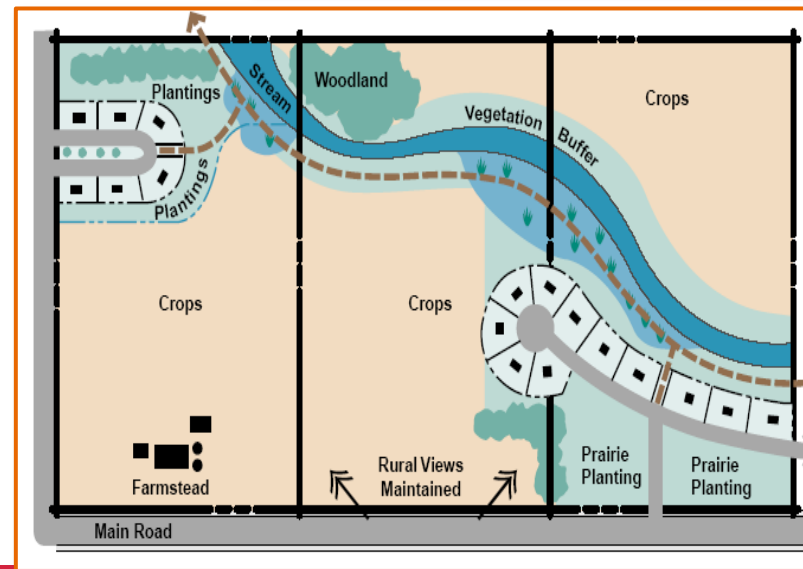 Plantings
Stream
Woodland
Vegetation
Buffer
Crops
Plantings
Crops
Crops
Farmstead
Rural Views
Maintained
Prairie
Planting
Prairie
Planting
Main Road